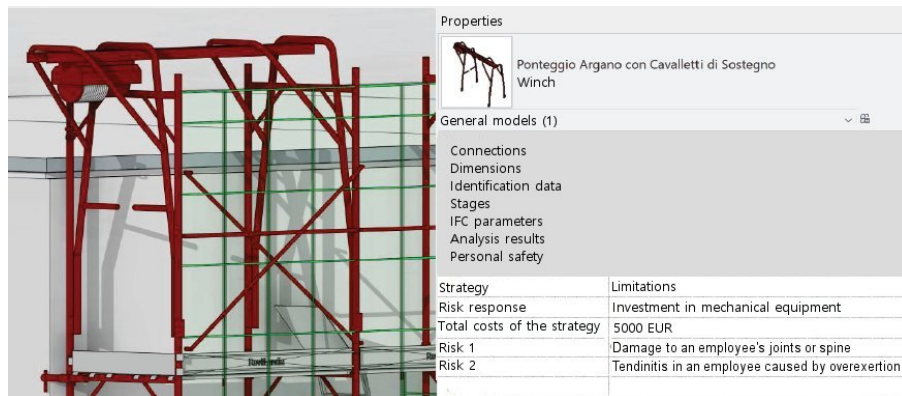 Properties
Ponteggio Argano con Cavalletti di Sostegno
Winch
General models (1)
Connections
Dimensions
Identification data
Stages
IFC parameters
Analysis results
Personal safety
Strategy Limitations
Risk response Investment in mechanical equipment
Total costs of the strategy 5000 EUR
Risk 1 Damage to an employee's joints or spine
Risk 2 Tendinitis in an employee caused by overexertion